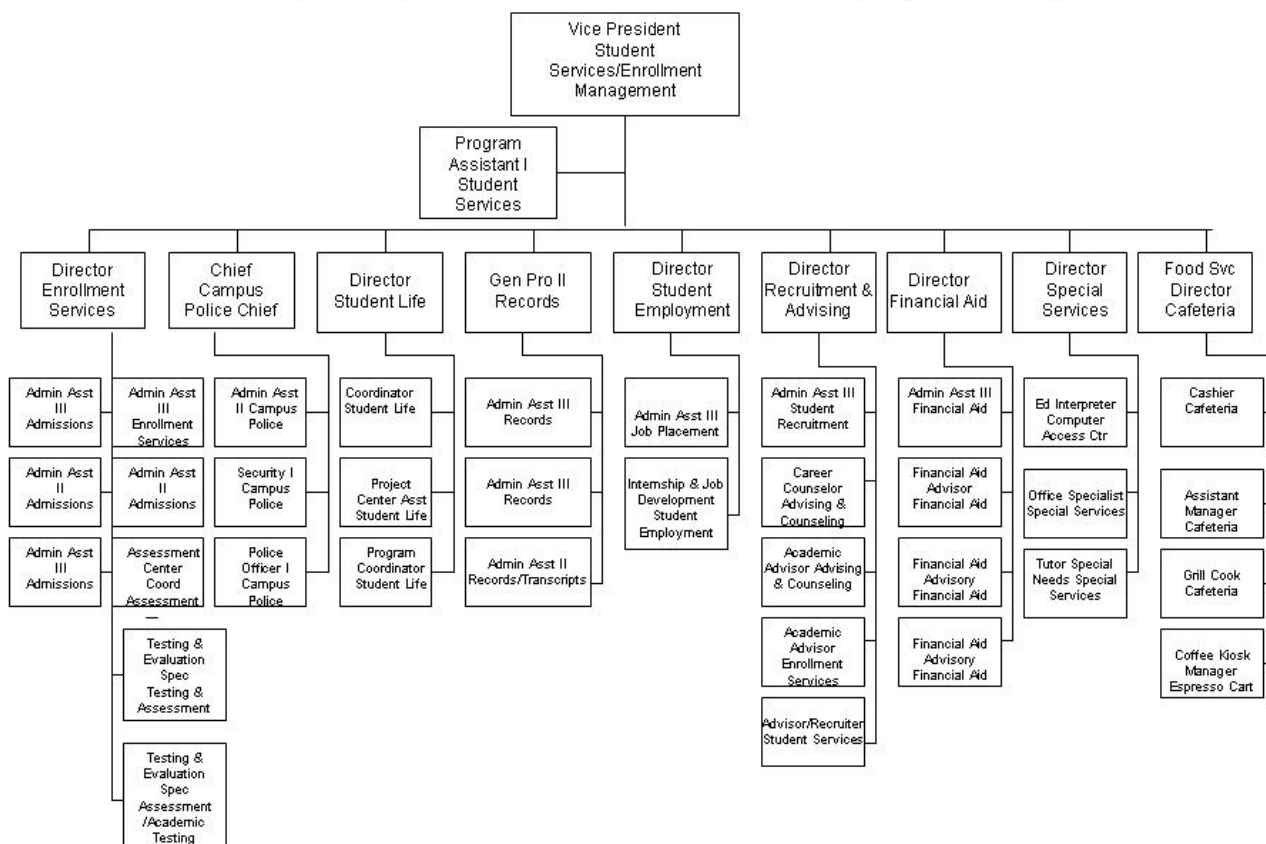 Vice President
Student
Services/Enrollment
Management
Program
Assistant I
Student
Services
Director
Enrollment
Services
Chief
Campus
Police Chief
Director
Student Life
Gen Pro II
Records
Director
Student
Employment
Director
Recruitment &
Advising
Director
Financial Aid
Director
Special
Services
Food Svc
Director
Cafeteria
Admin Asst
III
Admissions
Admin Asst
III
Enrollment
Services
Admin Asst
II Campus
Police
Coordinator
Student Life
Admin Asst III
Records
Admin Asst III
Job Placement
Admin Asst III
Student
Recruitment
Admin Asst III
Financial Aid
Ed Interpreter
Computer
Access Ctr
Cashier
Cafeteria
Admin Asst
II
Admissions
Admin Asst
II
Admissions
Security I
Campus
Police
Project
Center Asst
Student Life
Admin Asst III
Records
Internship & Job
Development
Student
Employment
Career
Counselor
Advising &
Counseling
Financial Aid
Advisor
Financial Aid
Office Specialist
Special Services
Assistant
Manager
Cafeteria
Admin Asst
III
Admissions
Assessment
Center
Coord
Assessment
Police
Officer I
Campus
Police
Program
Coordinator
Student Life
Admin Asst II
Records/Transcripts
Academic
Advisor Advising
& Counseling
Financial Aid
Advisory
Financial Aid
Tutor Special
Needs Special
Services
Grill Cook
Cafeteria
Testing &
Evaluation
Spec
Testing &
Assessment
Academic
Advisor
Enrollment
Services
Financial Aid
Advisory
Financial Aid
Coffee Kiosk
Manager
Espresso Cart
Advisor/Recruiter
Student Services
Testing &
Evaluation
Spec
Assessment
/Academic
Testing